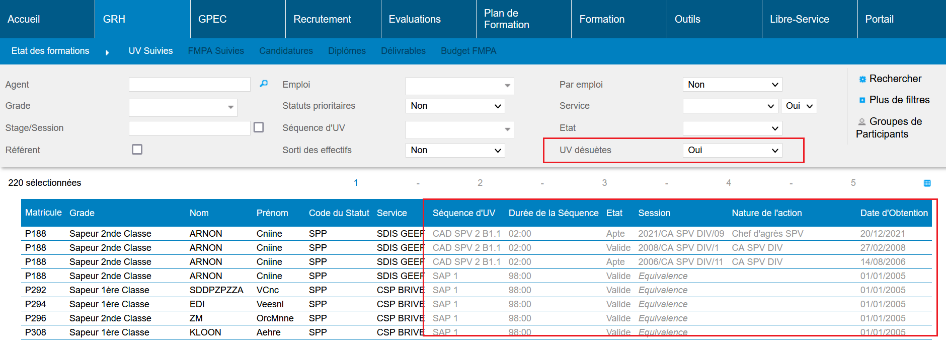 Accueil GRH GPEC Recrutement Evaluations Plan de Formation Formation Outils Libre-Service Portail
Etat des formations UV Suivies FMPA Suivies Candidatures Diplômes Délivrables Budget FMPA
Agent Emploi Par emploi Non Rechercher
Grade Statuts prioritaires Non Service Oui Plus de filtres
Stage/Session Séquence d'UV Etat Groupes de Participants
Référent Sorti des effectifs Non UV désuètes Oui
220 sélectionnées 1 - 2 - 3 - 4 - 5
Matricule Grade Nom Prénom Code du Statut Service Séquence d'UV Durée de la Séquence Etat Session Nature de l'action Date d'Obtention
P188 Sapeur 2nde Classe ARNON Cniine SPP SDIS GEEF CAD SPV 2 B1.1 02:00 Apte 2021/CA SPV DIV/09 Chef d'agrès SPV 20/12/2021
P188 Sapeur 2nde Classe ARNON Cniine SPP SDIS GEEF CAD SPV 2 B1.1 02:00 Valide 2008/CA SPV DIV/1 CA SPV DIV 27/02/2008
P188 Sapeur 2nde Classe ARNON Cniine SPP SDIS GEEF CAD SPV 2 B1.1 02:00 Apte 2006/CA SPV DIV/11 CA SPV DIV 14/08/2006
P188 Sapeur 2nde Classe ARNON Cniine SPP SDIS GEEF SAP 1 98:00 Valide Equivalence 01/01/2005
P292 Sapeur 1ère Classe SDDPZPZZA VCnc SPP CSP BRIVE SAP 1 98:00 Valide Equivalence 01/01/2005
P294 Sapeur 1ère Classe EDI Veesnl SPP CSP BRIVE SAP 1 98:00 Valide Equivalence 01/01/2005
P296 Sapeur 2nde Classe ZM OrcMnne SPP CSP BRIVE SAP 1 98:00 Valide Equivalence 01/01/2005
P308 Sapeur 1ère Classe KLOON Aehre SPP CSP BRIVE SAP 1 98:00 Valide Equivalence 01/01/2005